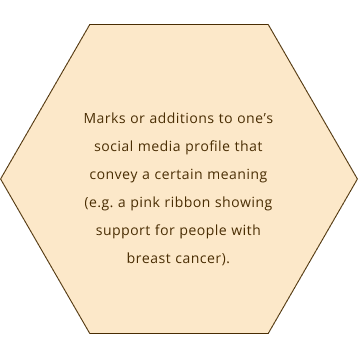 Marks or additions to one’s
social media profile that
convey a certain meaning
(e.g. a pink ribbon showing
support for people with
breast cancer).